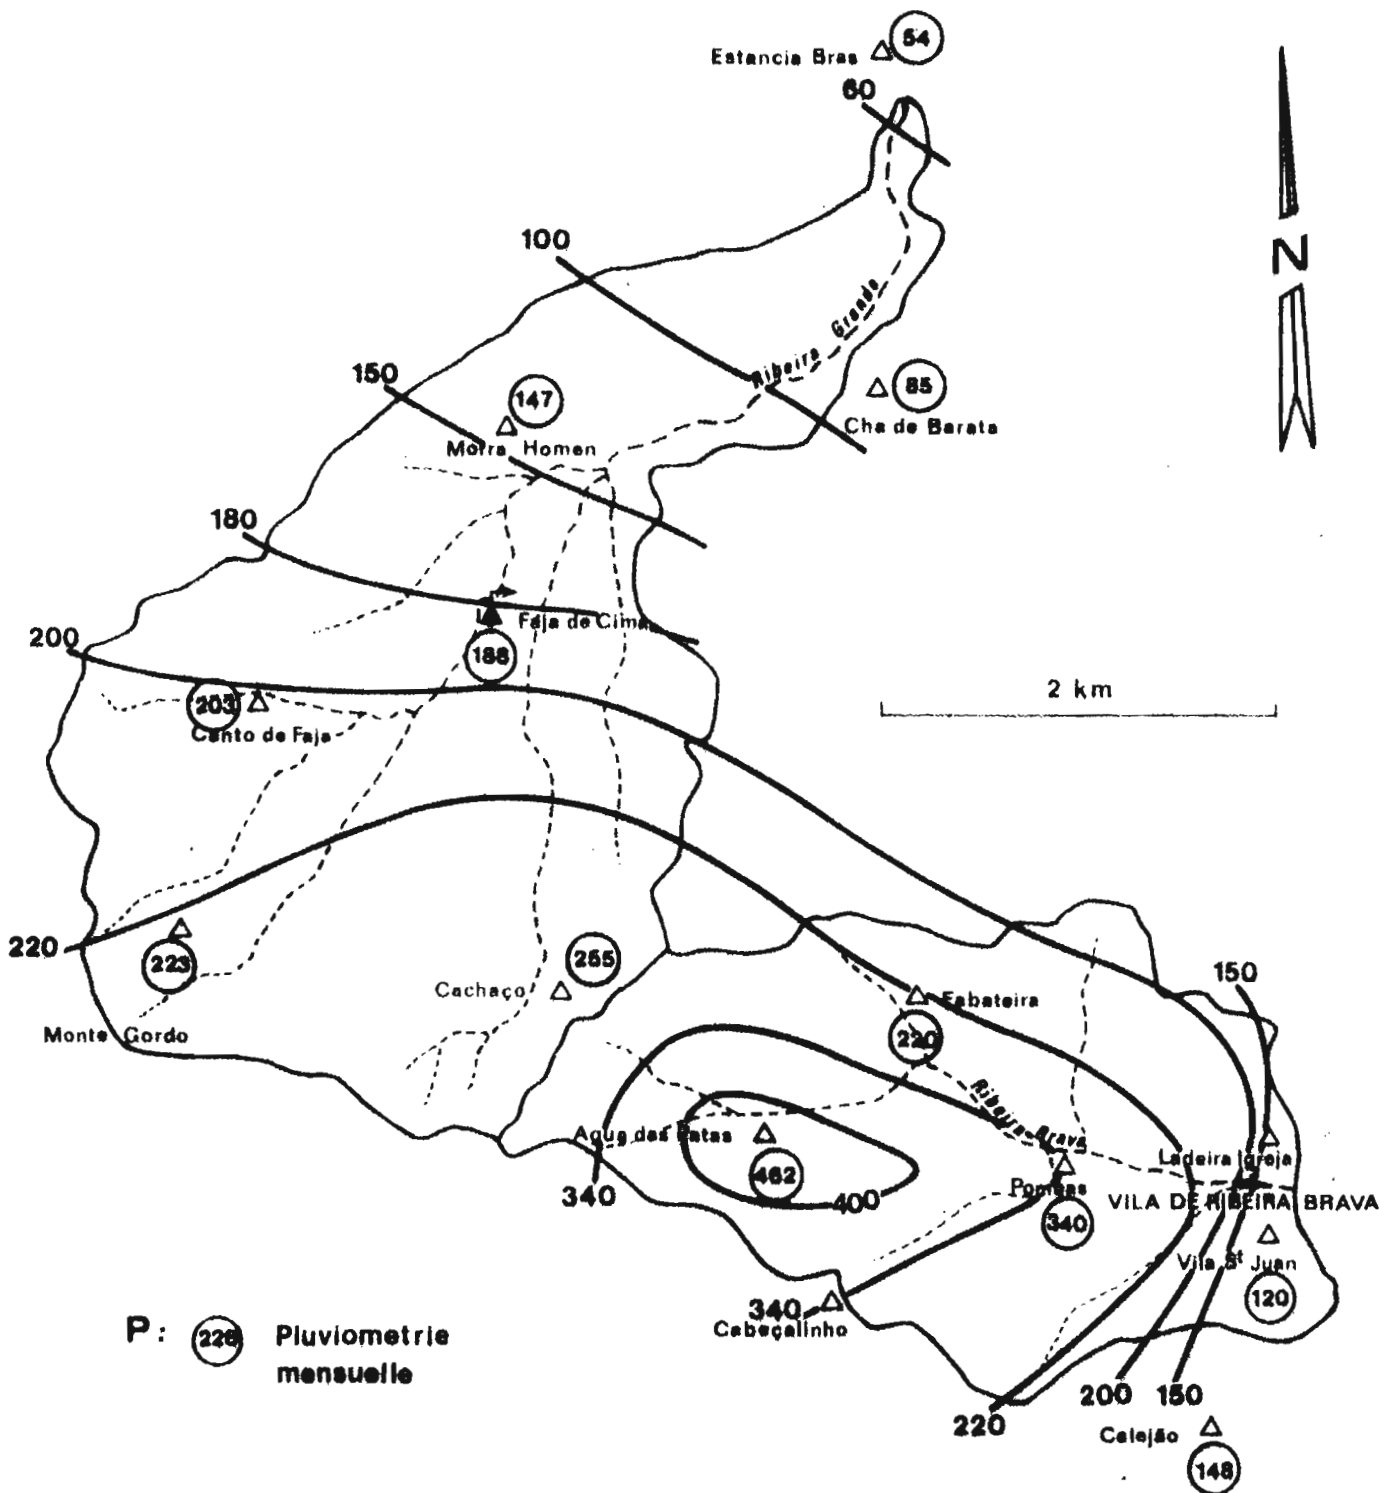 54
Estancia Bras
60
100
N
Ribeira Grande
150
147
85
Cha de Barata
Morra Homen
180
Faja de Cima
200
188
2 km
203
Canto de Faja
220
223
255
Cachaço
150
Fabateira
Monte Gordo
220
Ribeira Brava
Agua das Patas
Ladeira Igreja
462
340
400
Pombas
VILA DE RIBEIRA BRAVA
340
Vila St Juan
120
340
Cabeçalinho
P: 226 Pluviometrie
mensuelle
200 150
220
Calejão
148